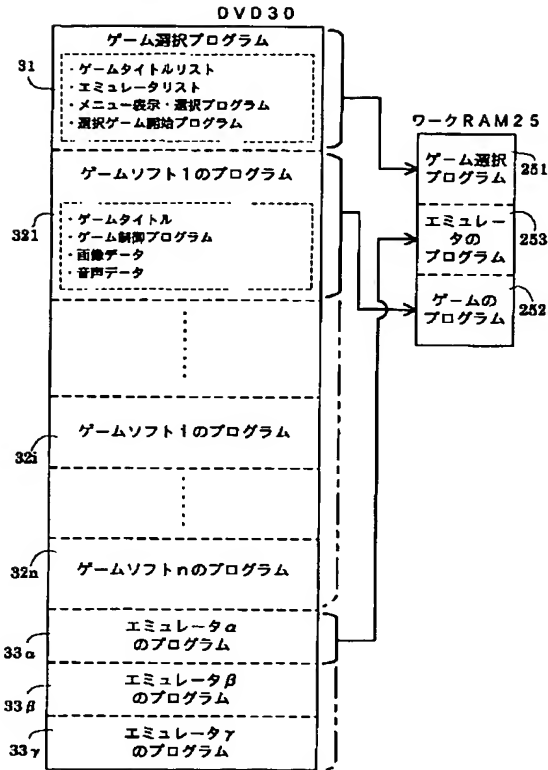 DVD30
ゲーム選択プログラム
31
・ゲームタイトルリスト
・エミュレータリスト
・メニュー表示・選択プログラム
・選択ゲーム開始プログラム
ゲームソフト1のプログラム
321
・ゲームタイトル
・ゲーム制御プログラム
・画像データ
・音声データ
ゲームソフトiのプログラム
32i
ゲームソフトnのプログラム
32n
エミュレータα
のプログラム
33α
エミュレータβ
のプログラム
33β
エミュレータγ
のプログラム
33γ
ワークRAM25
ゲーム選択
プログラム
251
エミュレー
タの
プログラム
253
ゲームの
プログラム
252